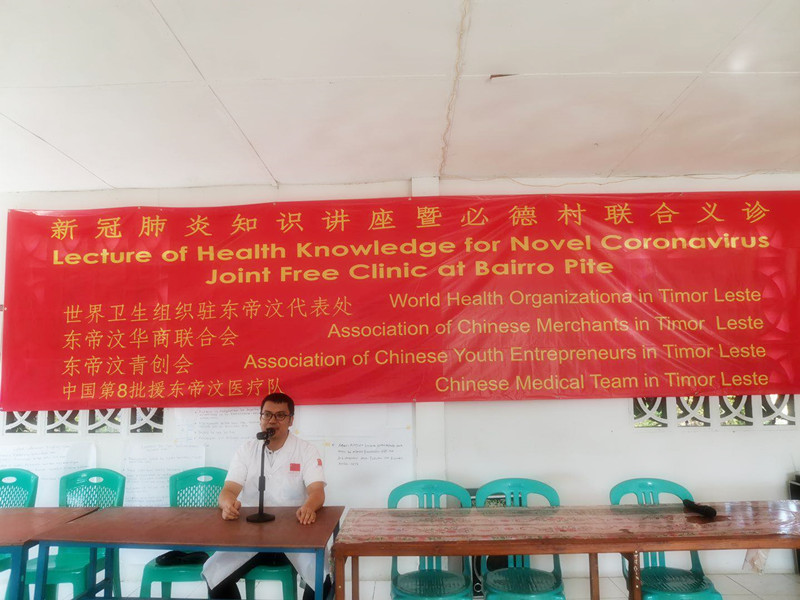 新冠肺炎知识讲座暨必德村联合义诊
Lecture of Health Knowledge for Novel Coronavirus
Joint Free Clinic at Bairro Pite
世界卫生组织驻东帝汶代表处 World Health Organizationa in Timor Leste
东帝汶华商联合会 Association of Chinese Merchants in Timor Leste
东帝汶青创会 Association of Chinese Youth Entrepreneurs in Timor Leste
中国第8批援东帝汶医疗队 Chinese Medical Team in Timor Leste